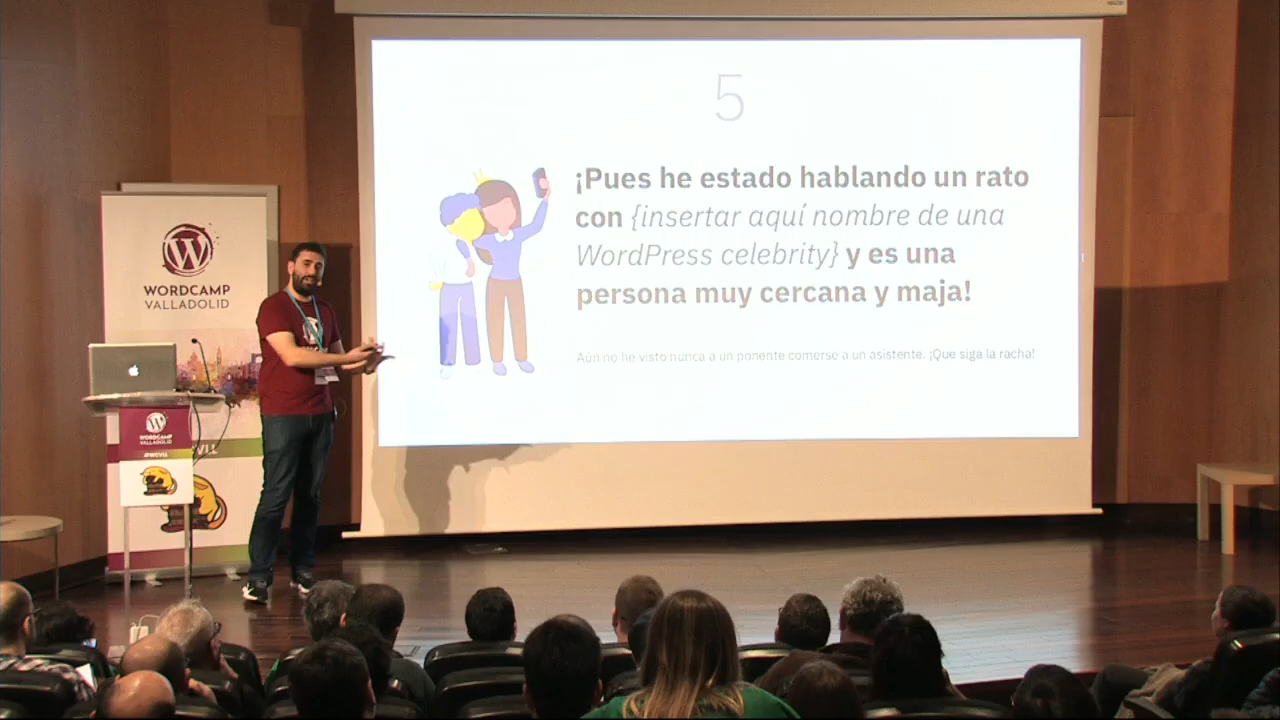 5
¡Pues he estado hablando un rato
con {insertar aquí nombre de una
WordPress celebrity} y es una
persona muy cercana y maja!
Aún no he visto nunca a un ponente comerse a un asistente. ¡Que siga la racha!
WORDCAMP
VALLADOLID
WORDCAMP
VALLADOLID
#WCVLL